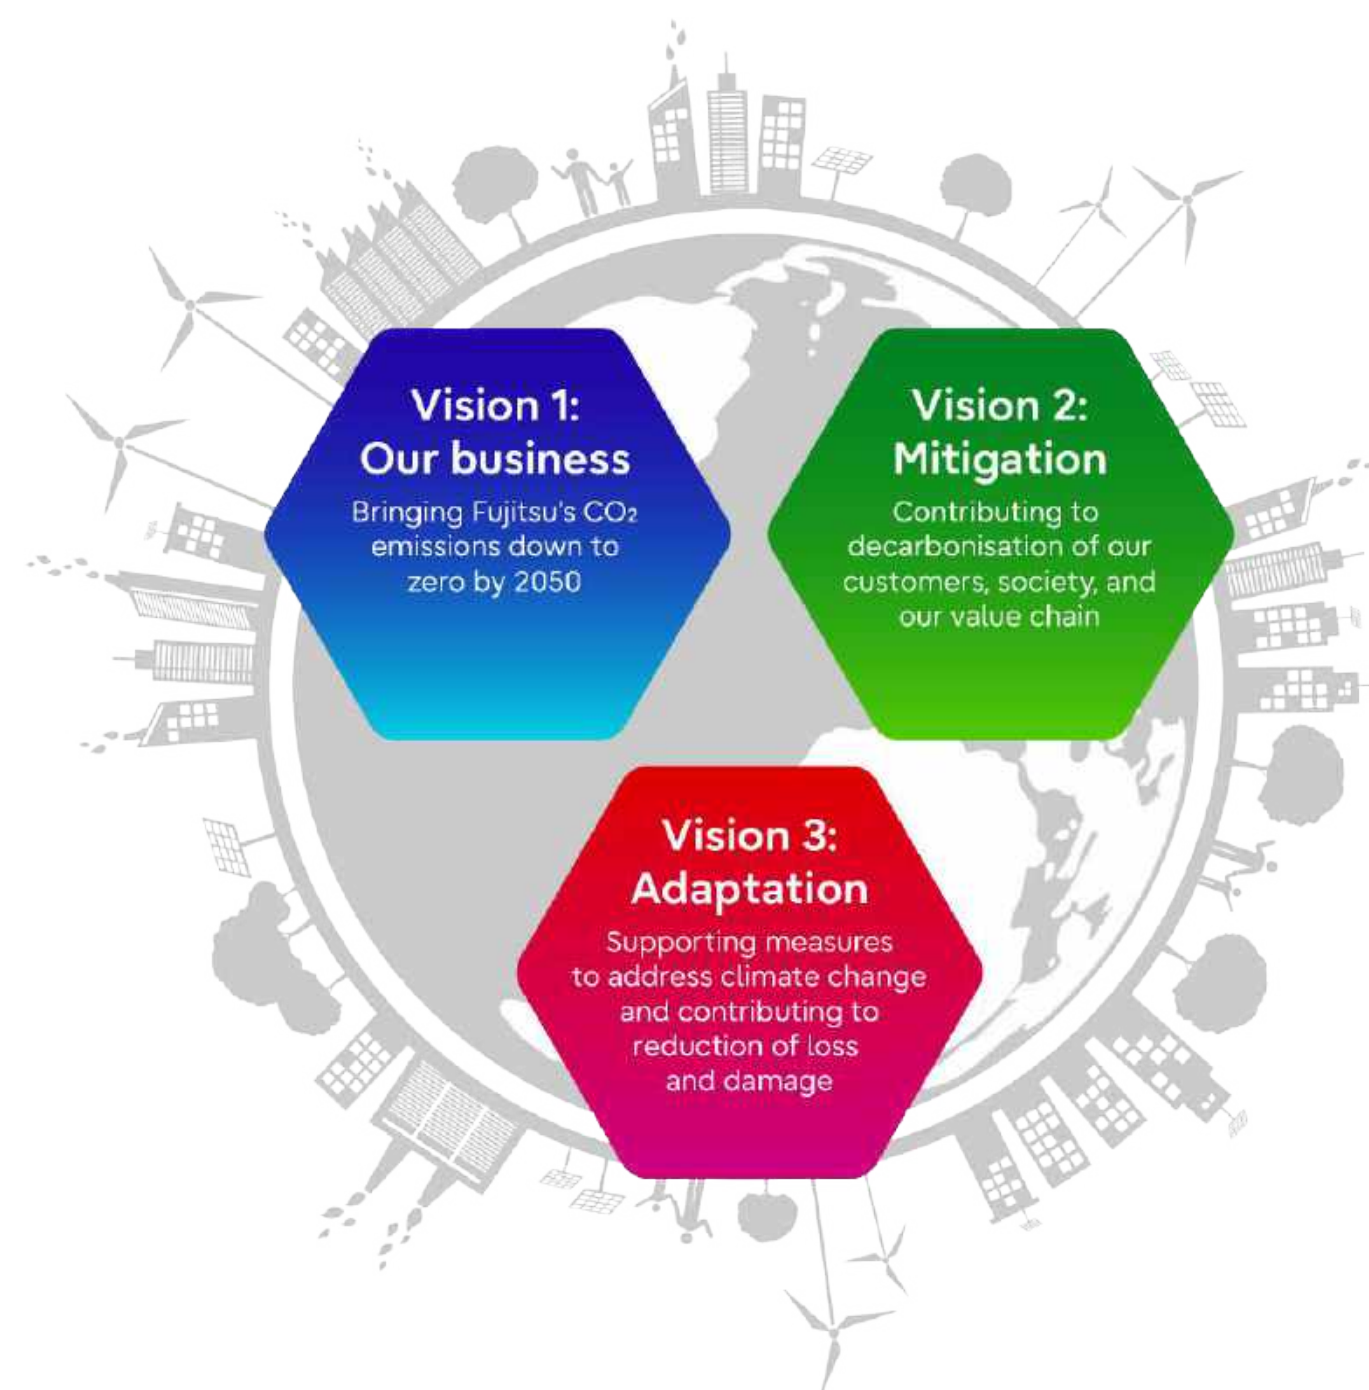 Vision 1:
Our business
Bringing Fujitsu's CO₂
emissions down to
zero by 2050
Vision 2:
Mitigation
Contributing to
decarbonisation of our
customers, society, and
our value chain
Vision 3:
Adaptation
Supporting measures
to address climate change
and contributing to
reduction of loss
and damage